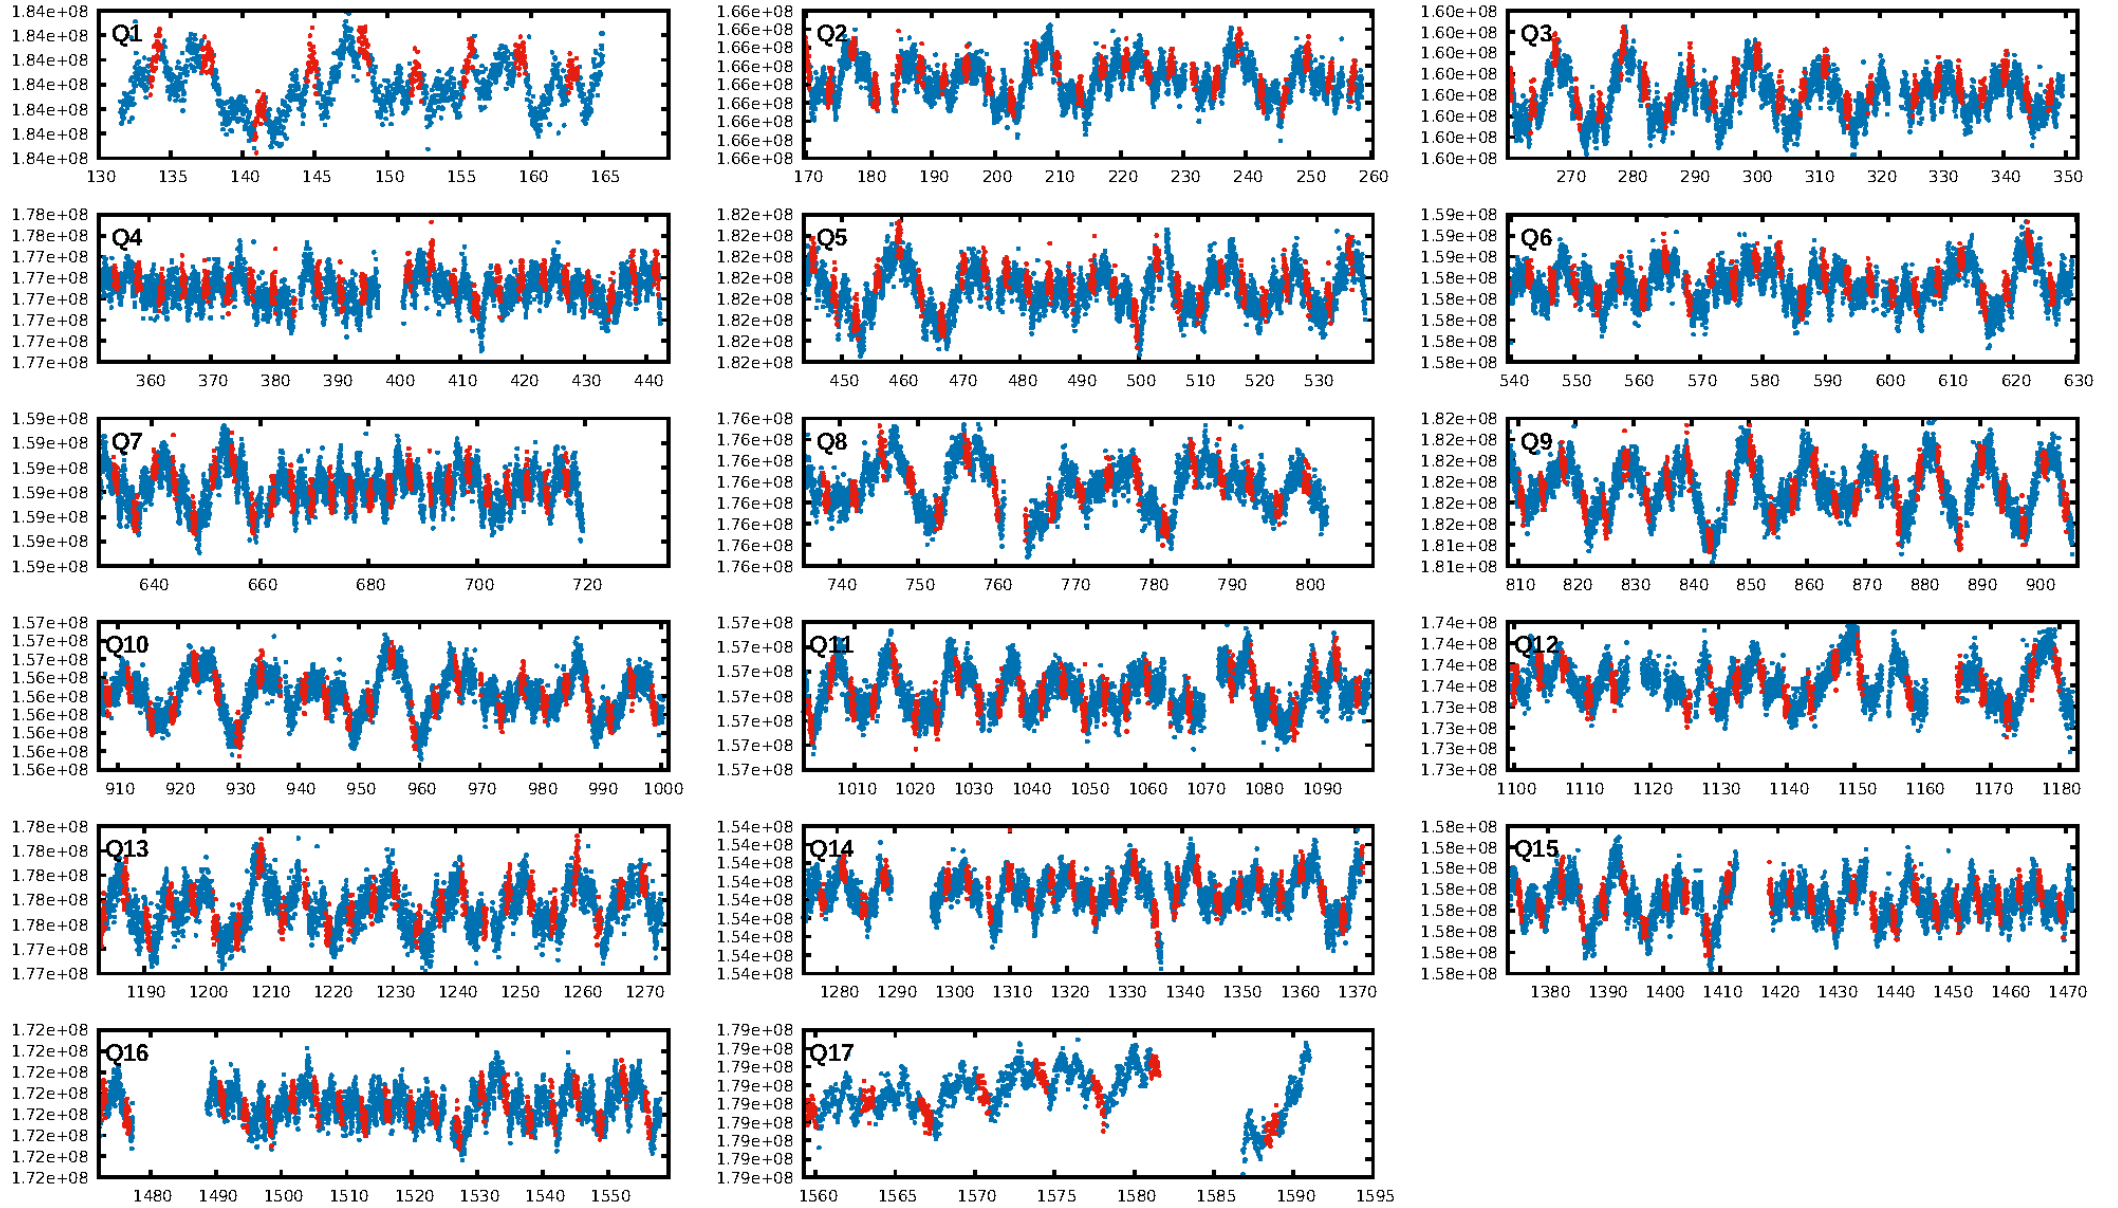 1.84e+08 1.84e+08 1.84e+08 1.84e+08 1.84e+08 1.84e+08 1.84e+08
Q1
130 135 140 145 150 155 160 165
1.66e+08 1.66e+08 1.66e+08 1.66e+08 1.66e+08 1.66e+08 1.66e+08 1.66e+08 1.66e+08
Q2
170 180 190 200 210 220 230 240 250 260
1.60e+08 1.60e+08 1.60e+08 1.60e+08 1.60e+08 1.60e+08 1.60e+08 1.60e+08
Q3
270 280 290 300 310 320 330 340 350
1.78e+08 1.78e+08 1.77e+08 1.77e+08 1.77e+08 1.77e+08 1.77e+08 1.77e+08
Q4
360 370 380 390 400 410 420 430 440
1.82e+08 1.82e+08 1.82e+08 1.82e+08 1.82e+08 1.82e+08 1.82e+08 1.82e+08
Q5
450 460 470 480 490 500 510 520 530
1.59e+08 1.59e+08 1.59e+08 1.58e+08 1.58e+08 1.58e+08 1.58e+08 1.58e+08
Q6
540 550 560 570 580 590 600 610 620 630
1.59e+08 1.59e+08 1.59e+08 1.59e+08 1.59e+08 1.59e+08 1.59e+08
Q7
640 660 680 700 720
1.76e+08 1.76e+08 1.76e+08 1.76e+08 1.76e+08 1.76e+08 1.76e+08 1.76e+08
Q8
740 750 760 770 780 790 800
1.82e+08 1.82e+08 1.82e+08 1.82e+08 1.82e+08 1.82e+08 1.81e+08 1.81e+08
Q9
810 820 830 840 850 860 870 880 890 900
1.57e+08 1.57e+08 1.57e+08 1.56e+08 1.56e+08 1.56e+08 1.56e+08 1.56e+08 1.56e+08
Q10
910 920 930 940 950 960 970 980 990 1000
1.57e+08 1.57e+08 1.57e+08 1.57e+08 1.57e+08 1.57e+08 1.57e+08
Q11
1010 1020 1030 1040 1050 1060 1070 1080 1090
1.74e+08 1.74e+08 1.74e+08 1.74e+08 1.73e+08 1.73e+08 1.73e+08 1.73e+08
Q12
1100 1110 1120 1130 1140 1150 1160 1170 1180
1.78e+08 1.78e+08 1.78e+08 1.78e+08 1.78e+08 1.77e+08 1.77e+08
Q13
1190 1200 1210 1220 1230 1240 1250 1260 1270
1.54e+08 1.54e+08 1.54e+08 1.54e+08 1.54e+08 1.54e+08 1.54e+08 1.54e+08 1.54e+08
Q14
1280 1290 1300 1310 1320 1330 1340 1350 1360 1370
1.58e+08 1.58e+08 1.58e+08 1.58e+08 1.58e+08 1.58e+08 1.58e+08 1.58e+08
Q15
1380 1390 1400 1410 1420 1430 1440 1450 1460 1470
1.72e+08 1.72e+08 1.72e+08 1.72e+08 1.72e+08 1.72e+08 1.72e+08 1.72e+08
Q16
1480 1490 1500 1510 1520 1530 1540 1550
1.79e+08 1.79e+08 1.79e+08 1.79e+08 1.79e+08 1.79e+08 1.79e+08 1.79e+08 1.79e+08
Q17
1560 1565 1570 1575 1580 1585 1590 1595